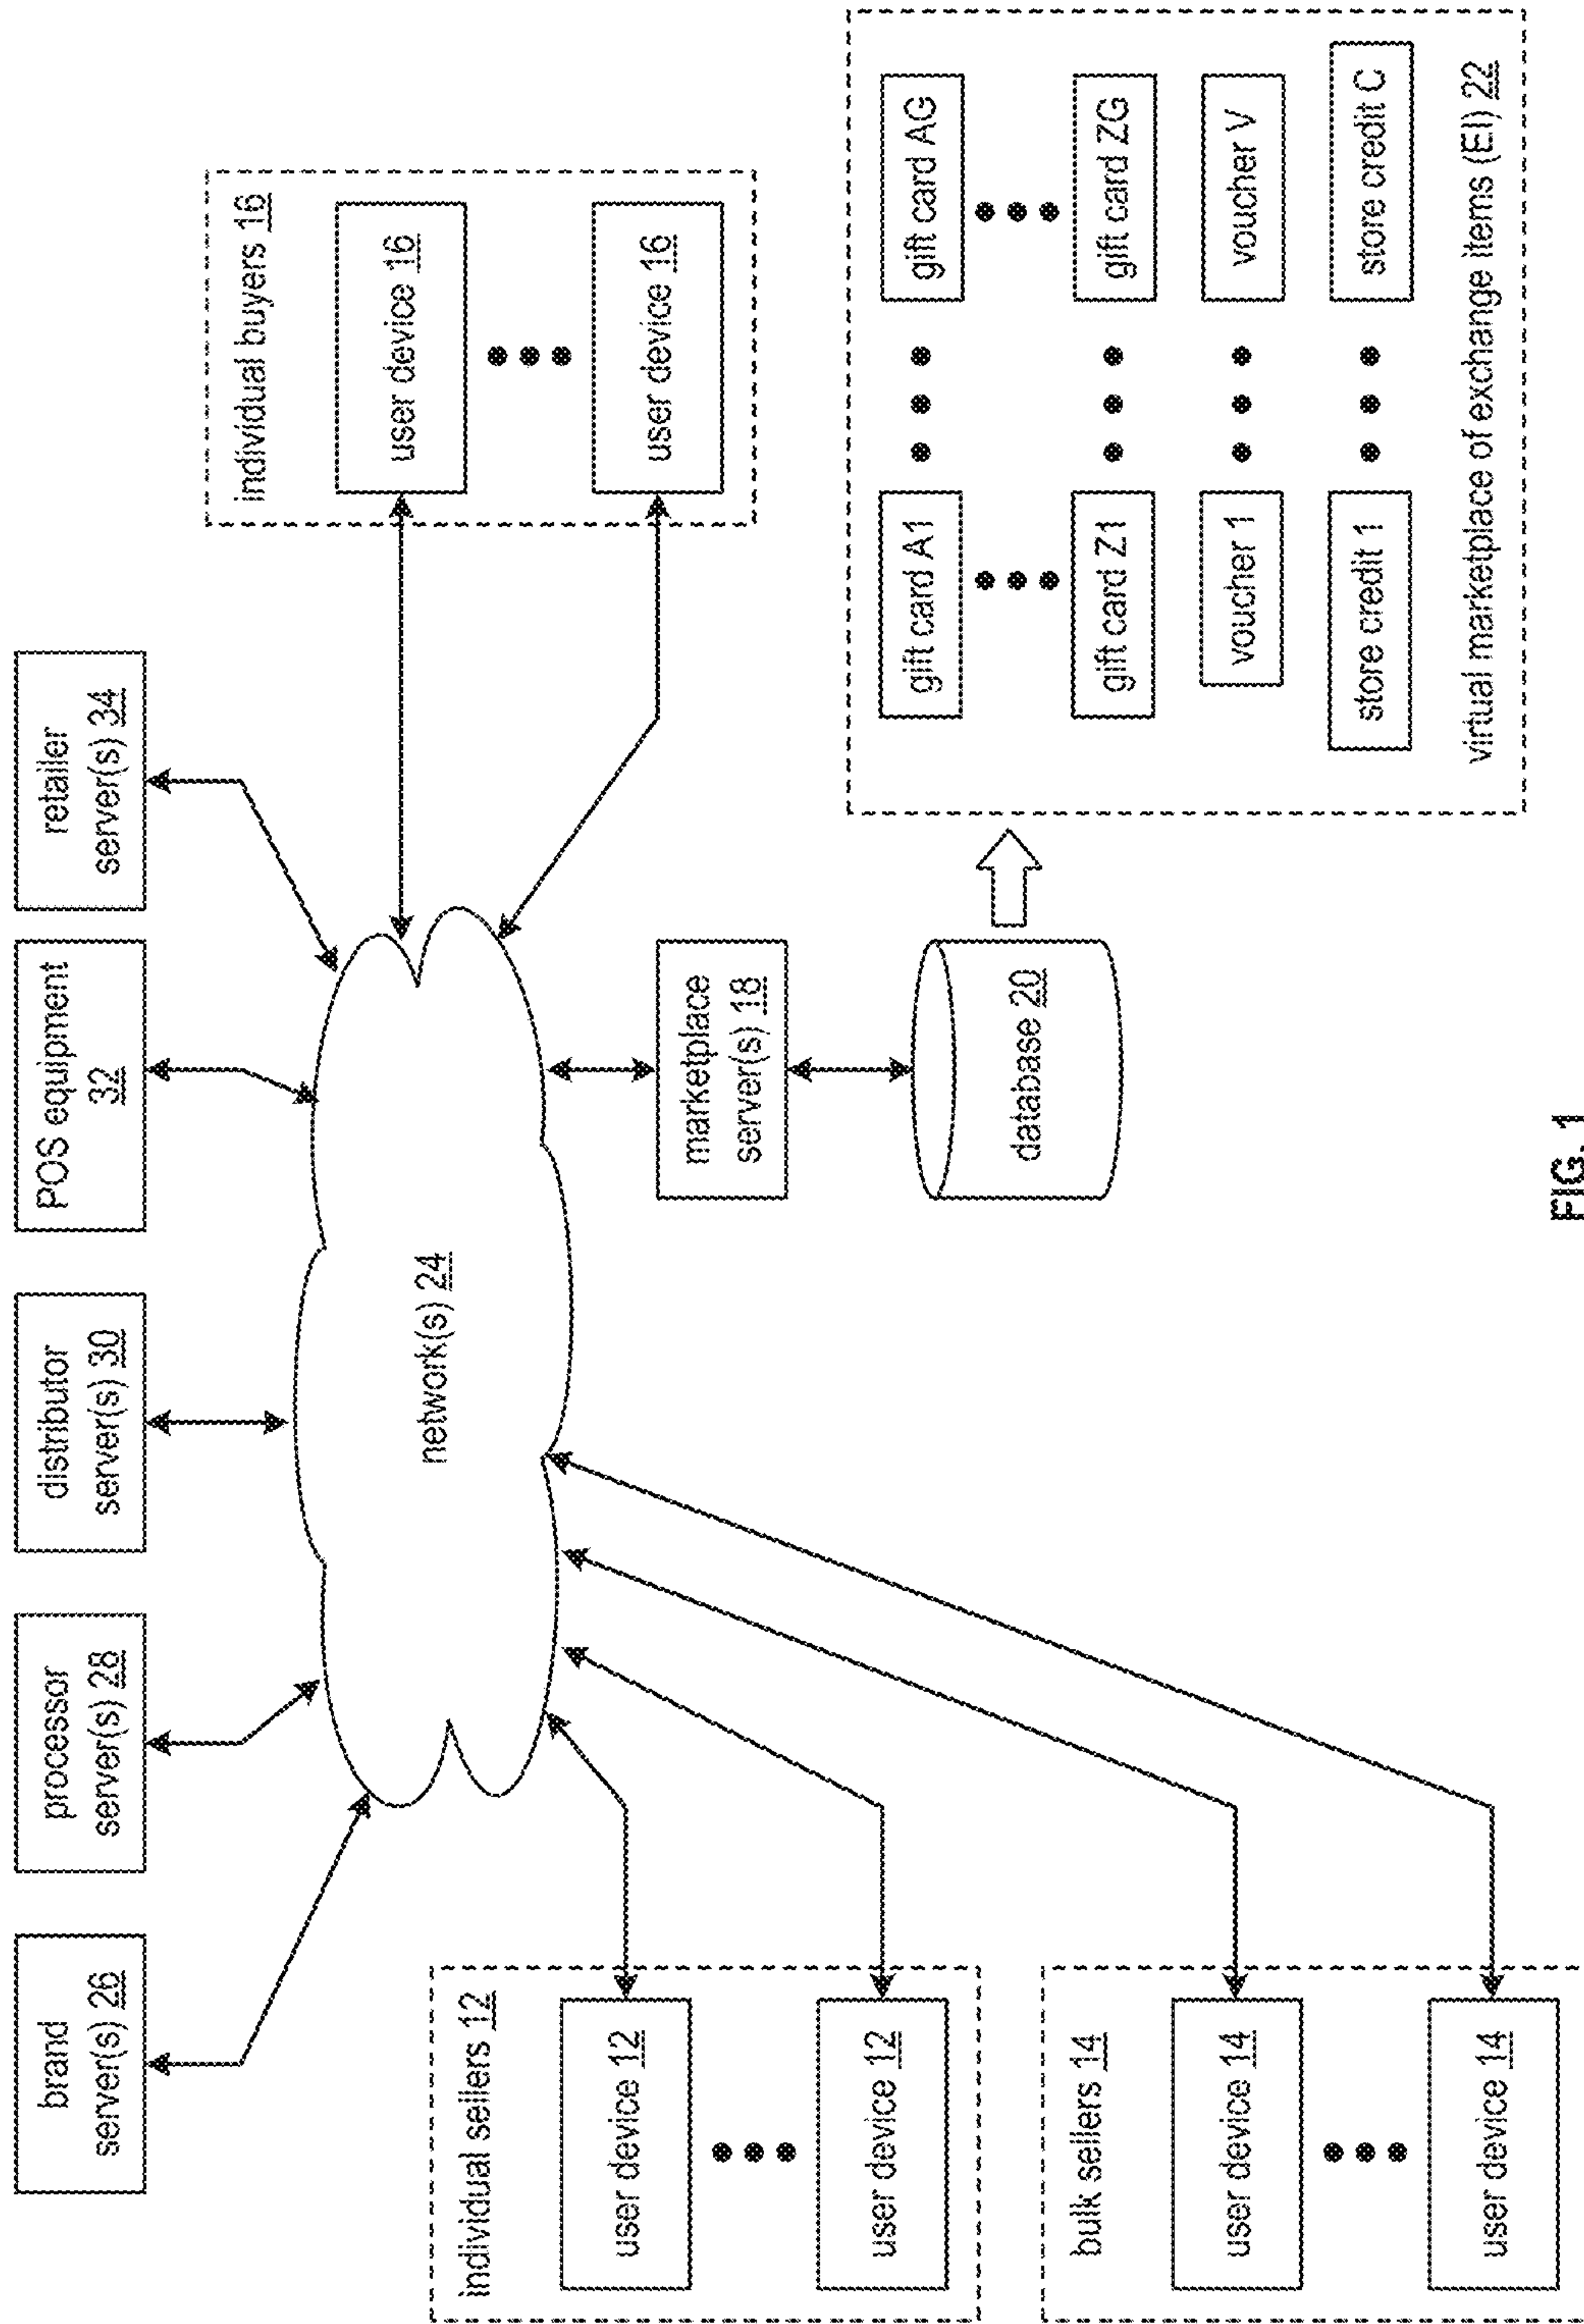 brand
server(s) 26
processor
server(s) 28
distributor
server(s) 30
POS equipment
32
retailer
server(s) 34
individual sellers 12
user device 12
user device 12
bulk sellers 14
user device 14
user device 14
network(s) 24
marketplace
server(s) 18
database 20
individual buyers 16
user device 16
user device 16
gift card A1
gift card AG
gift card Z1
gift card ZG
voucher 1
voucher V
store credit 1
store credit C
virtual marketplace of exchange items (EI) 22
FIG. 1